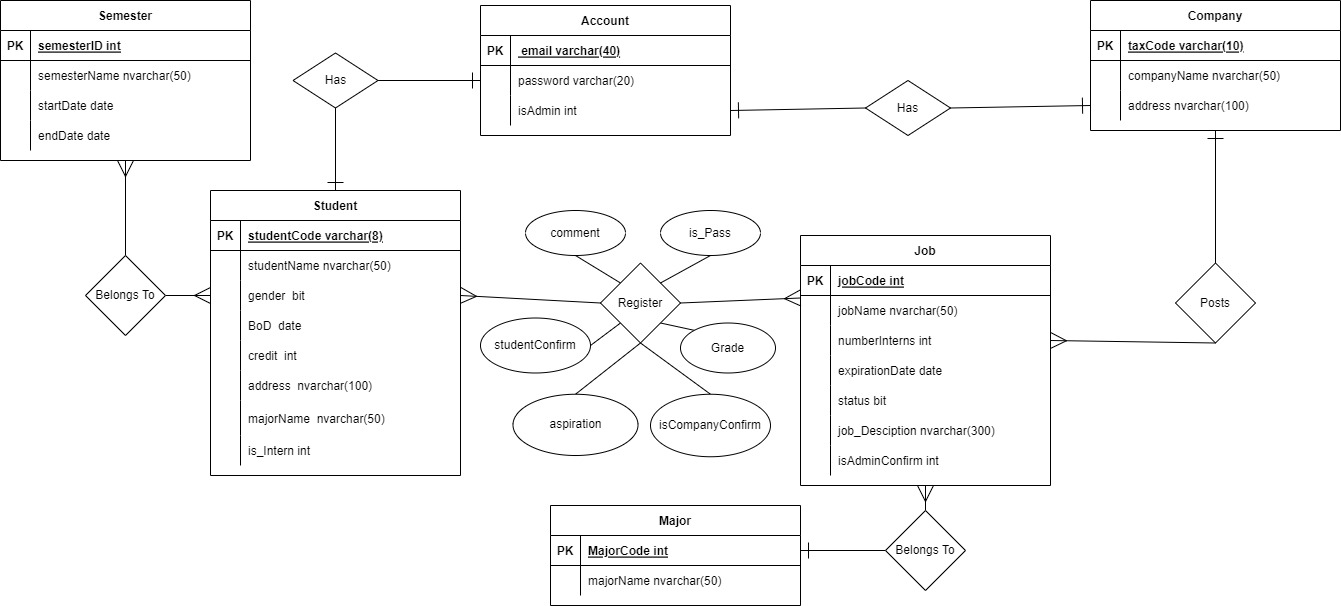 Semester
PK semesterID int
semesterName nvarchar(50)
startDate date
endDate date
Account
PK email varchar(40)
password varchar(20)
isAdmin int
Company
PK taxCode varchar(10)
companyName nvarchar(50)
address nvarchar(100)
Has
Has
Student
PK studentCode varchar(8)
studentName nvarchar(50)
gender bit
BoD date
credit int
address nvarchar(100)
majorName nvarchar(50)
is_Intern int
Belongs To
comment
is_Pass
Register
studentConfirm
Grade
aspiration
isCompanyConfirm
Job
PK jobCode int
jobName nvarchar(50)
numberInterns int
expirationDate date
status bit
job_Desciption nvarchar(300)
isAdminConfirm int
Posts
Major
PK MajorCode int
majorName nvarchar(50)
Belongs To